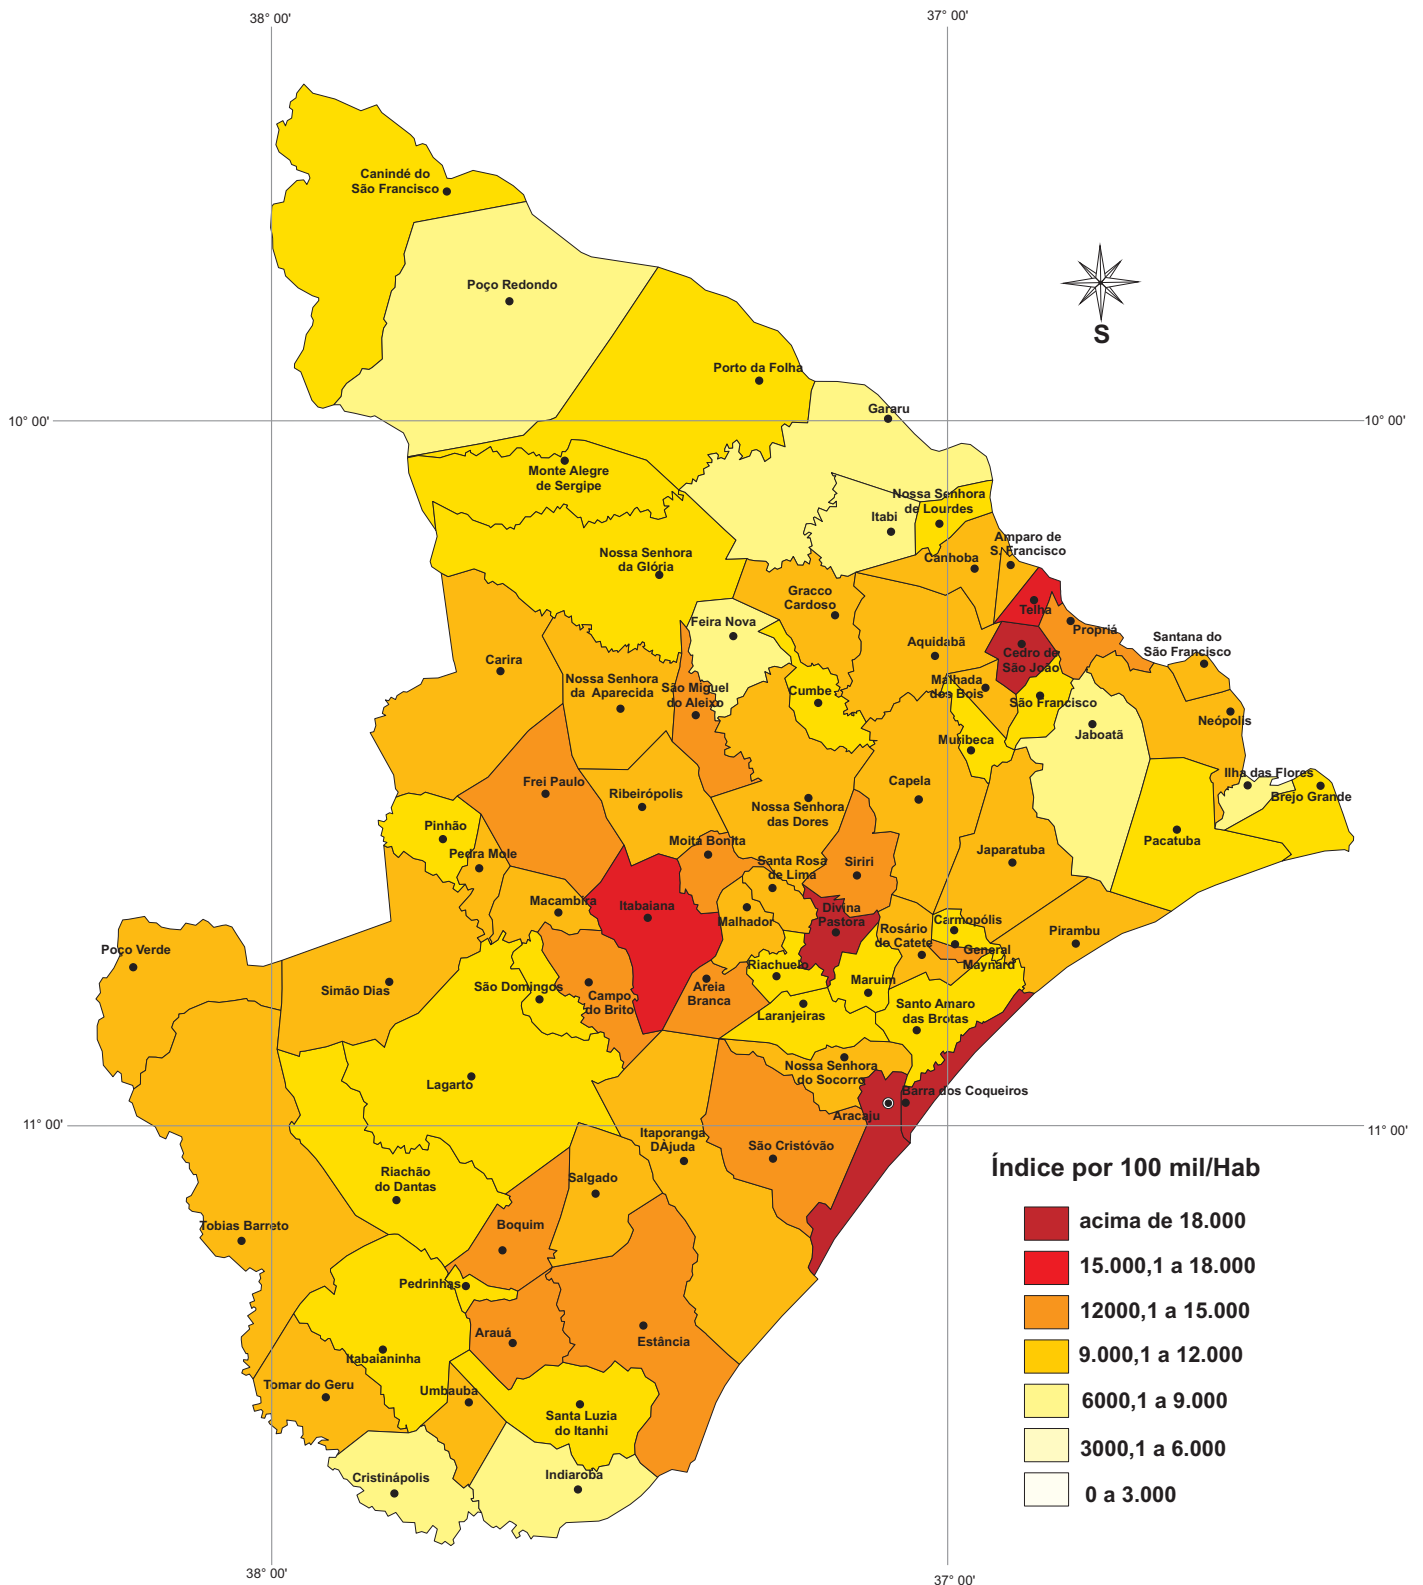 38° 00'
37° 00'
Canindé do
São Francisco
Poço Redondo
S
Porto da Folha
Gararu
10° 00'
10° 00'
Monte Alegre
de Sergipe
Nossa Senhora
de Lourdes
Itabi
Nossa Senhora
da Glória
Amparo de
S. Francisco
Canhoba
Gracco
Cardoso
Telha
Feira Nova
Propriá
Santana do
São Francisco
Aquidabã
Cedro de
São João
Carira
Nossa Senhora
da Aparecida
São Miguel
do Aleixo
Cumbe
Malhada
dos Bois
São Francisco
Neópolis
Jaboatã
Muribeca
Ilha das Flores
Brejo Grande
Frei Paulo
Ribeirópolis
Capela
Nossa Senhora
das Dores
Pinhão
Moita Bonita
Pacatuba
Pedra Mole
Santa Rosa
de Lima
Siriri
Japaratuba
Macambira
Itabaiana
Malhador
Divina
Pastora
Carmopólis
Rosário
do Catete
Pirambu
General
Maynard
Poço Verde
Simão Dias
São Domingos
Campo
do Brito
Areia
Branca
Riachuelo
Maruim
Laranjeiras
Santo Amaro
das Brotas
Lagarto
Nossa Senhora
do Socorro
Barra dos Coqueiros
Aracaju
11° 00'
11° 00'
Itaporanga
DÀjuda
São Cristóvão
Riachão
do Dantas
Salgado
Tobias Barreto
Boquim
Pedrinhas
Arauá
Estância
Itabaianinha
Tomar do Geru
Umbauba
Santa Luzia
do Itanhi
Cristinápolis
Indiaroba
Índice por 100 mil/Hab
acima de 18.000
15.000,1 a 18.000
12000,1 a 15.000
9.000,1 a 12.000
6000,1 a 9.000
3000,1 a 6.000
0 a 3.000
38° 00'
37° 00'